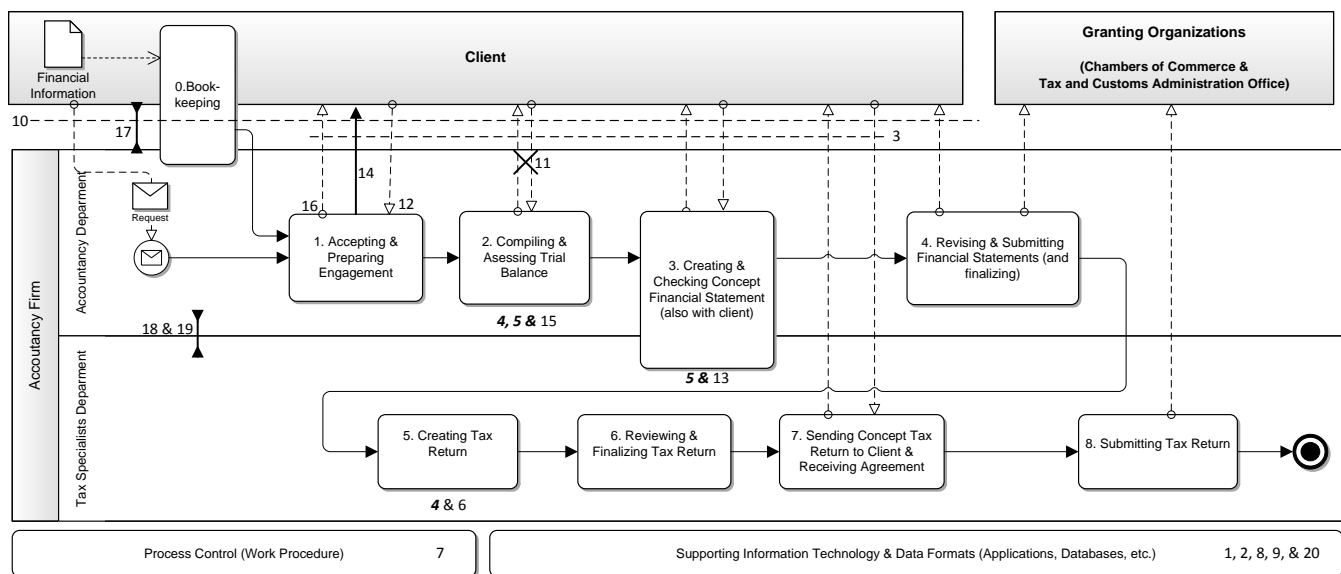 Client
Granting Organizations
(Chambers of Commerce &
Tax and Customs Administration Office)
Financial
Information
0.Book-
keeping
10
17
3
Accoutancy Firm
Accountancy Deparment
Request
16
14
12
11
1. Accepting &
Preparing
Engagement
2. Compiling &
Asessing Trial
Balance
4, 5 & 15
3. Creating &
Checking Concept
Financial Statement
(also with client)
5 & 13
4. Revising & Submitting
Financial Statements (and
finalizing)
18 & 19
Tax Specialists Deparment
5. Creating Tax
Return
4 & 6
6. Reviewing &
Finalizing Tax Return
7. Sending Concept Tax
Return to Client &
Receiving Agreement
8. Submitting Tax Return
Process Control (Work Procedure) 7
Supporting Information Technology & Data Formats (Applications, Databases, etc.) 1, 2, 8, 9, & 20